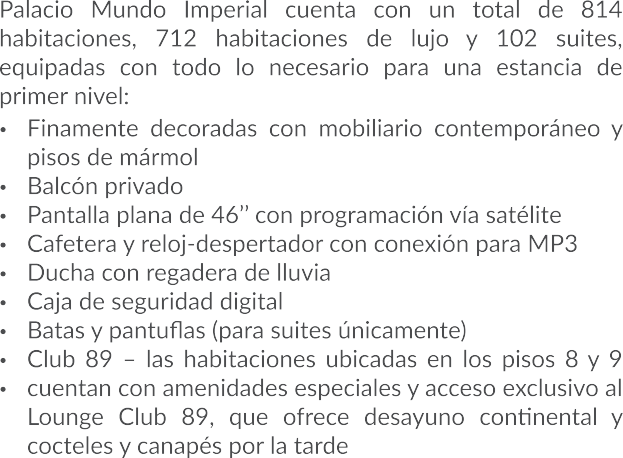 Palacio Mundo Imperial cuenta con un total de 814
habitaciones, 712 habitaciones de lujo y 102 suites,
equipadas con todo lo necesario para una estancia de
primer nivel:
• Finamente decoradas con mobiliario contemporáneo y
pisos de mármol
• Balcón privado
• Pantalla plana de 46’’ con programación vía satélite
• Cafetera y reloj-despertador con conexión para MP3
• Ducha con regadera de lluvia
• Caja de seguridad digital
• Batas y pantuflas (para suites únicamente)
• Club 89 – las habitaciones ubicadas en los pisos 8 y 9
• cuentan con amenidades especiales y acceso exclusivo al
Lounge Club 89, que ofrece desayuno continental y
cocteles y canapés por la tarde